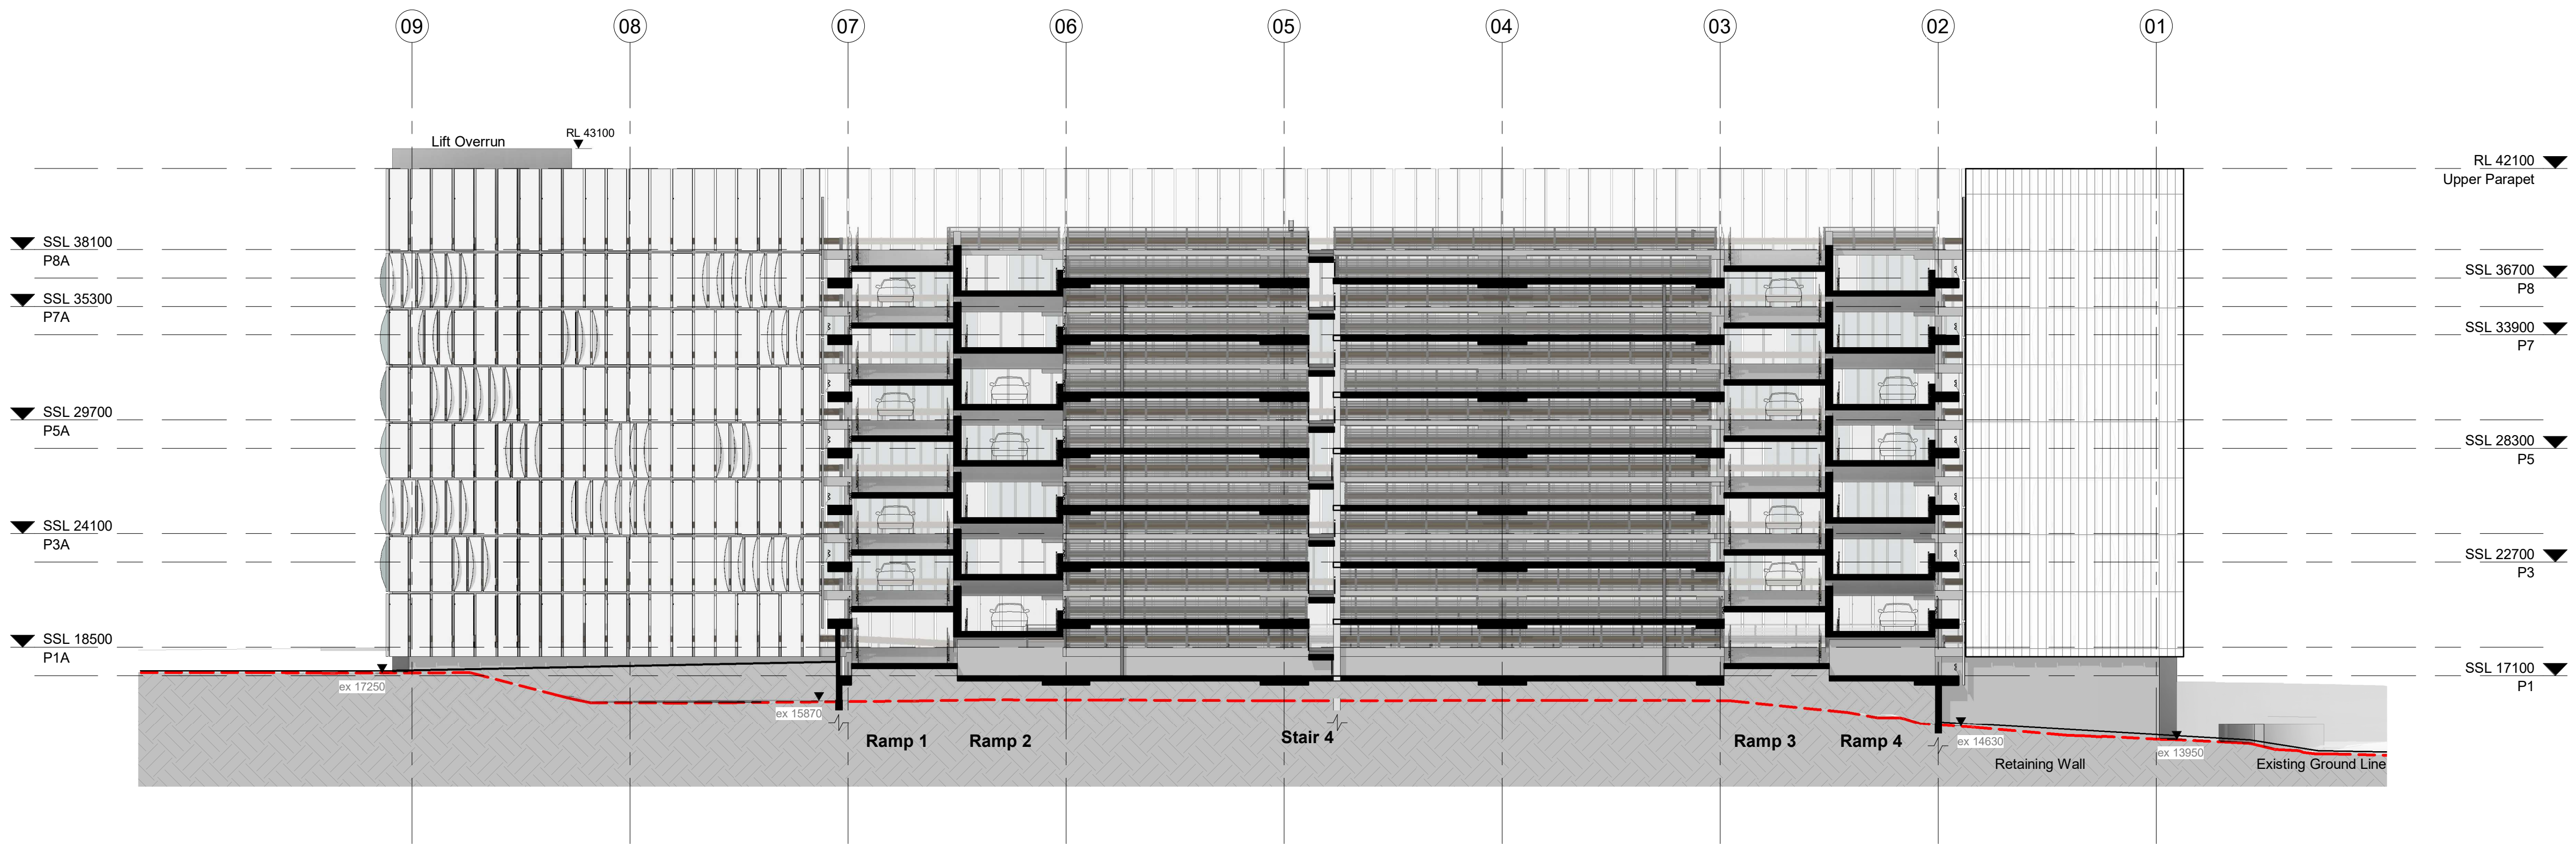 09 08 07 06 05 04 03 02 01
Lift Overrun
RL 43100
RL 42100
Upper Parapet
SSL 38100
P8A
SSL 36700
P8
SSL 35300
P7A
SSL 33900
P7
SSL 29700
P5A
SSL 28300
P5
SSL 24100
P3A
SSL 22700
P3
SSL 18500
P1A
SSL 17100
P1
ex 17250
ex 15870
Ramp 1
Ramp 2
Stair 4
Ramp 3
Ramp 4
ex 14630
ex 13950
Retaining Wall
Existing Ground Line